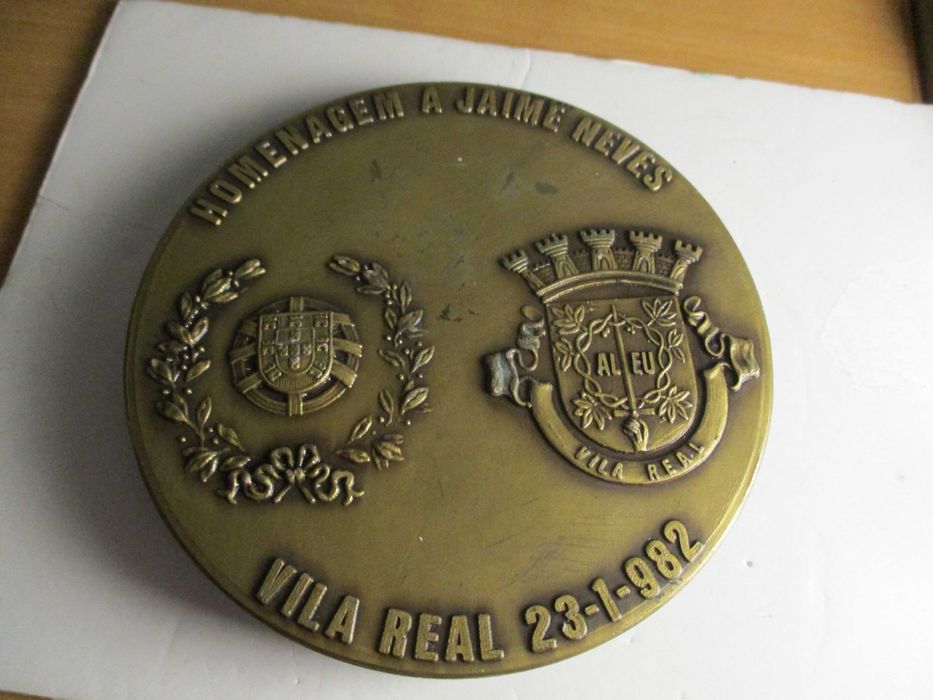 HOMENAGEM A JAIME NEVES
AL EU
VILA REAL
VILA REAL 23-1-982